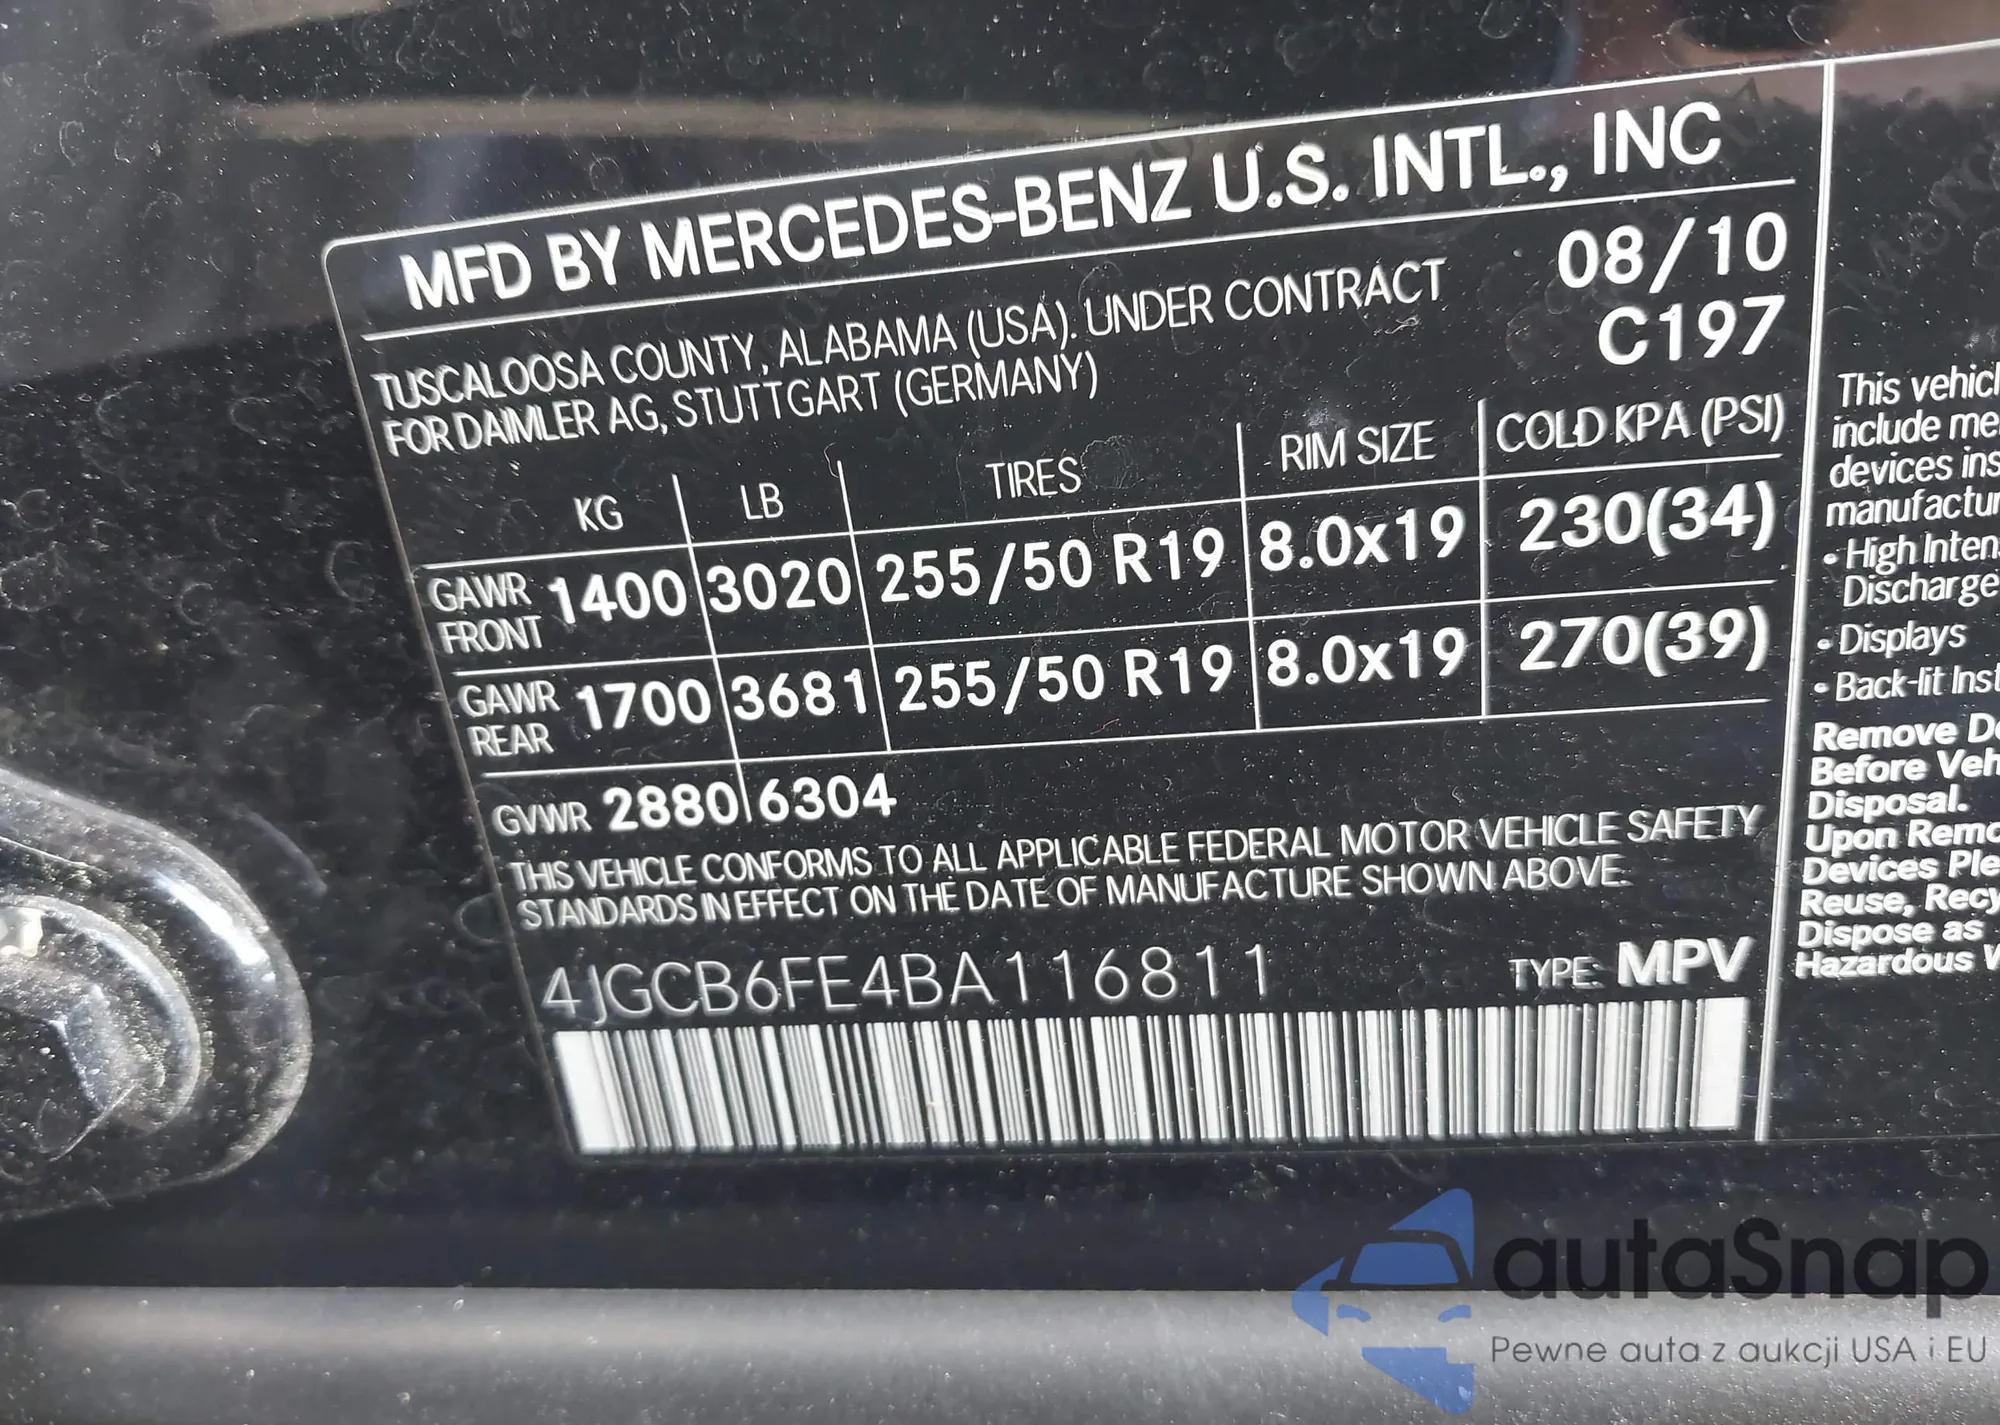 MFD BY MERCEDES-BENZ U.S. INTL., INC
TUSCALOOSA COUNTY, ALABAMA (USA). UNDER CONTRACT
FOR DAIMLER AG, STUTTGART (GERMANY)
08/10
C197
KG LB TIRES RIM SIZE COLD KPA (PSI)
GAWR FRONT 1400 3020 255/50 R19 8.0x19 230(34)
GAWR REAR 1700 3681 255/50 R19 8.0x19 270(39)
GVWR 2880 6304
THIS VEHICLE CONFORMS TO ALL APPLICABLE FEDERAL MOTOR VEHICLE SAFETY
STANDARDS IN EFFECT ON THE DATE OF MANUFACTURE SHOWN ABOVE.
4JGCB6FE4BA116811 TYPE: MPV
This vehicl
include me
devices ins
manufactur
• High Inten
Discharge
• Displays
• Back-lit Inst
Remove De
Before Veh
Disposal.
Upon Remo
Devices Ple
Reuse, Recy
Dispose as
Hazardous W
autaSnap
Pewne auta z aukcji USA i EU